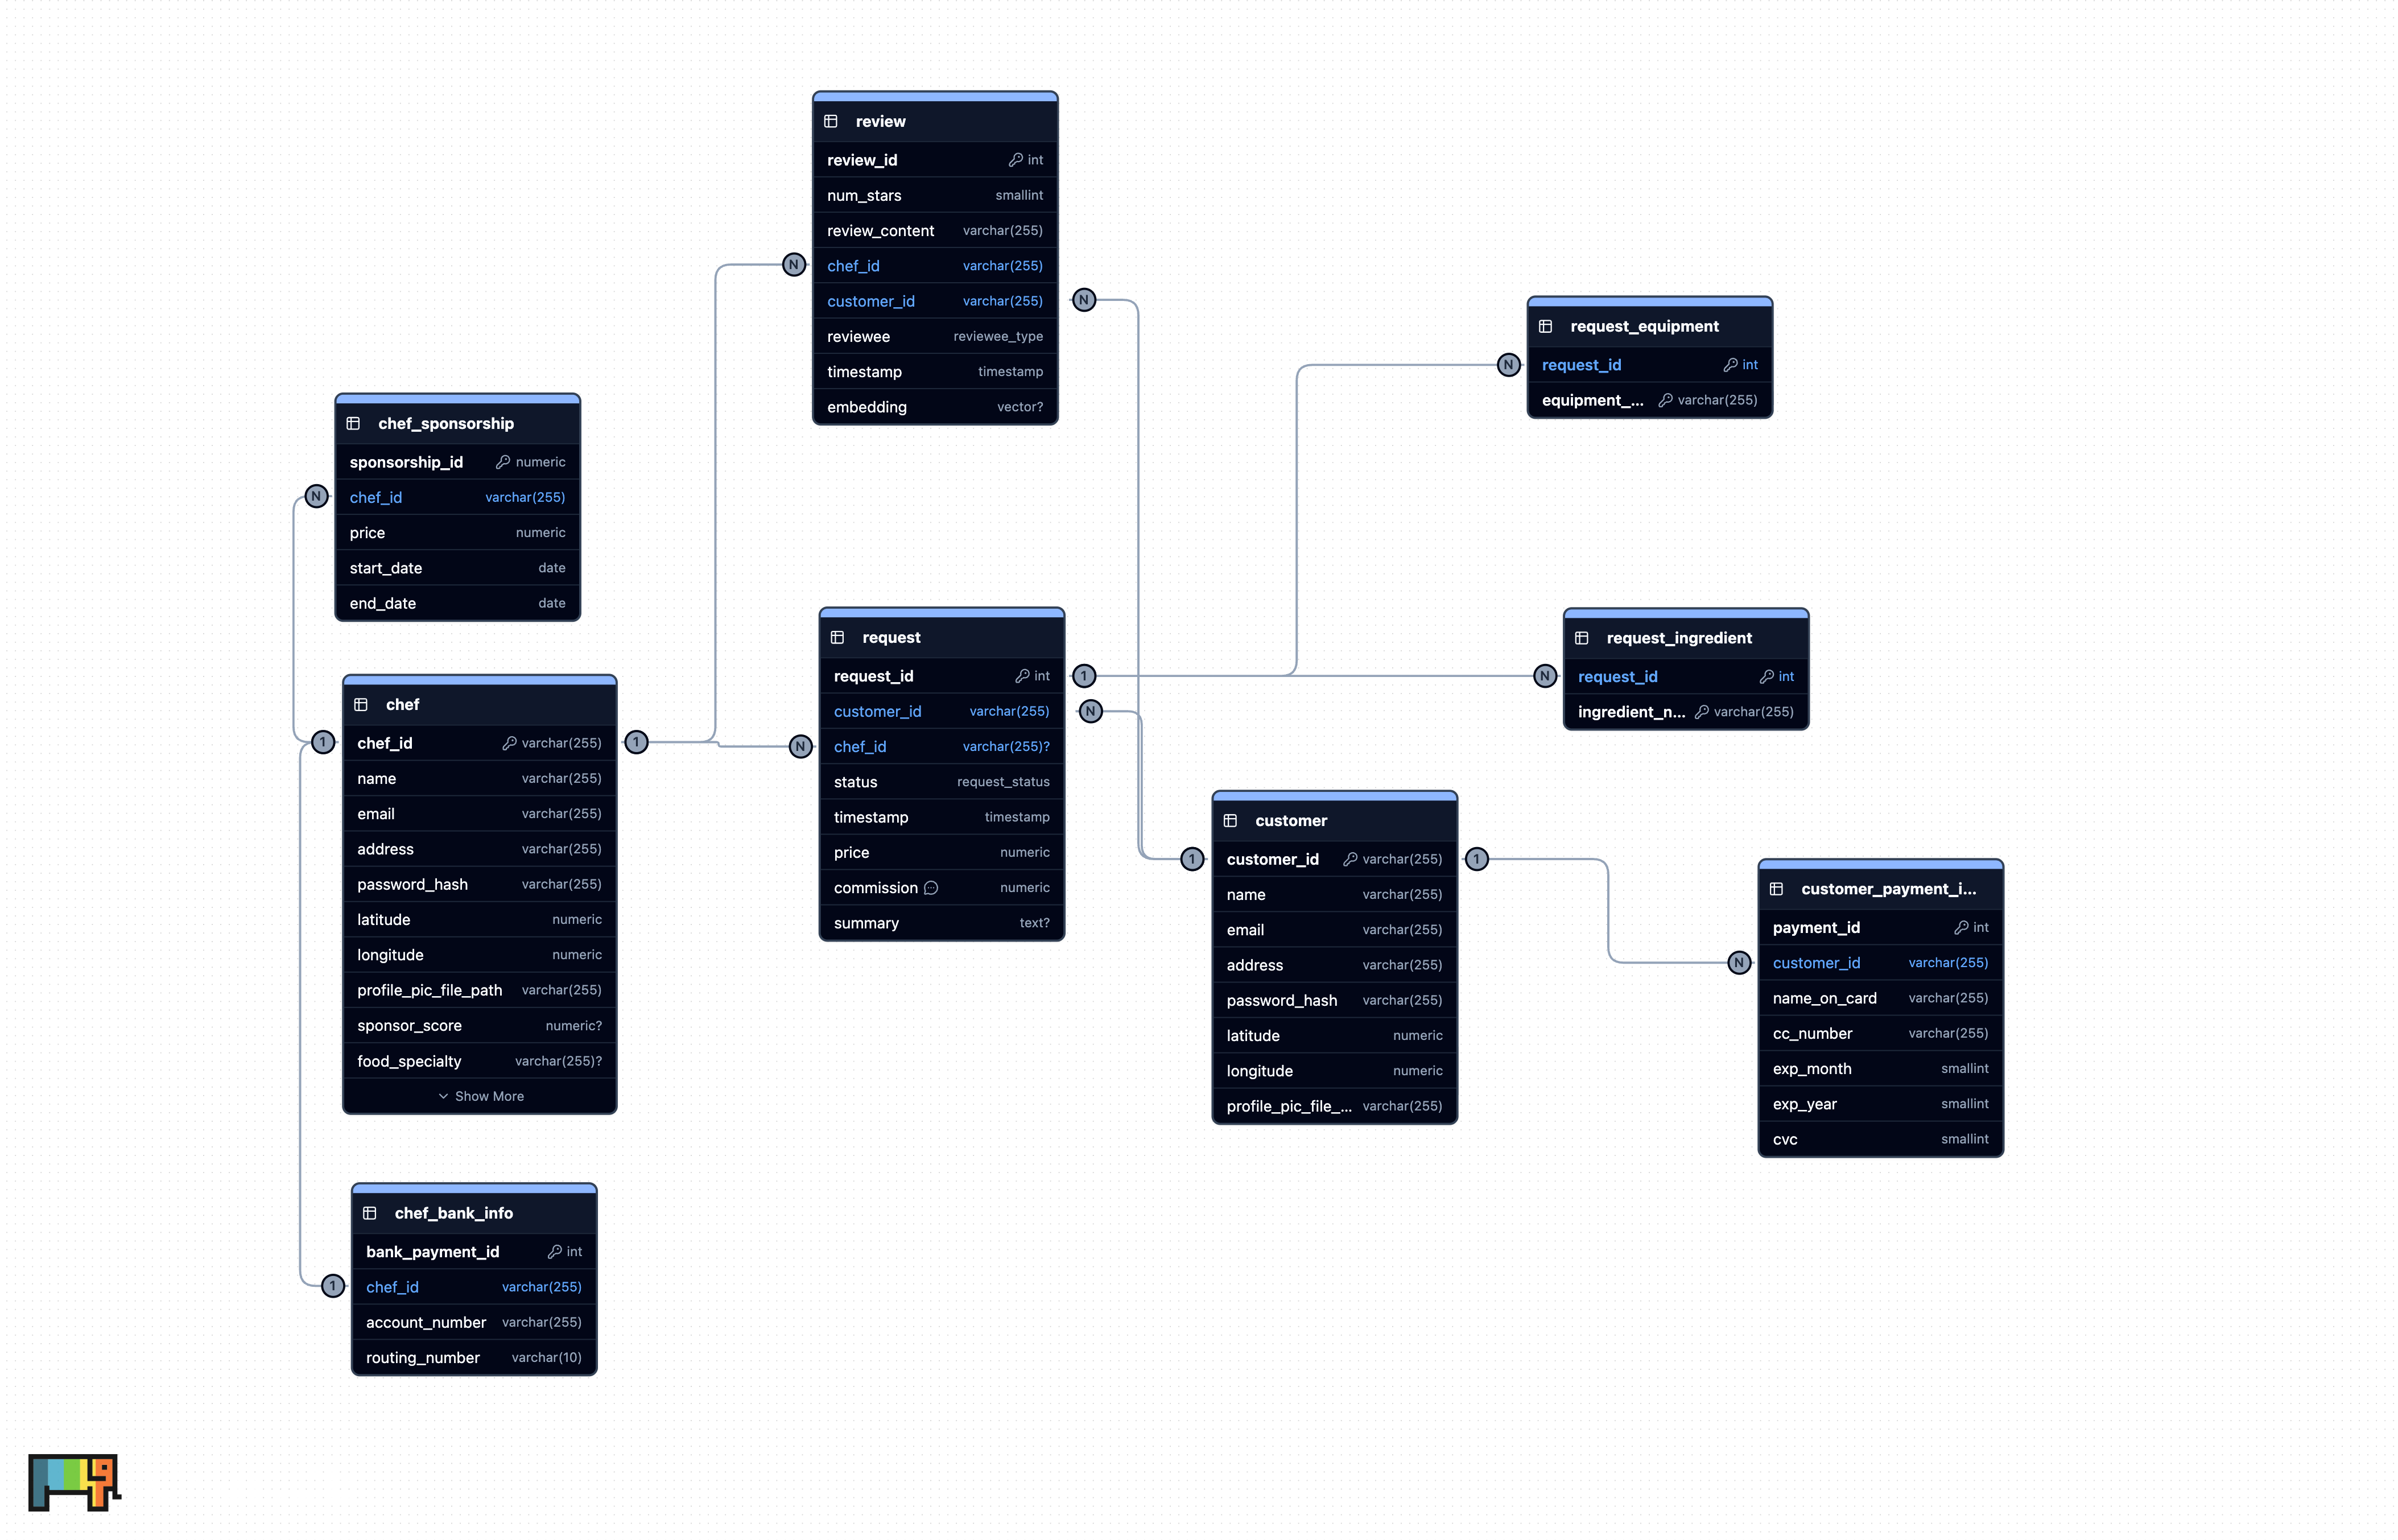 review
review_id int
num_stars smallint
review_content varchar(255)
chef_id varchar(255)
customer_id varchar(255)
reviewee reviewee_type
timestamp timestamp
embedding vector?
chef_sponsorship
sponsorship_id numeric
chef_id varchar(255)
price numeric
start_date date
end_date date
chef
chef_id varchar(255)
name varchar(255)
email varchar(255)
address varchar(255)
password_hash varchar(255)
latitude numeric
longitude numeric
profile_pic_file_path varchar(255)
sponsor_score numeric?
food_specialty varchar(255)?
Show More
chef_bank_info
bank_payment_id int
chef_id varchar(255)
account_number varchar(255)
routing_number varchar(10)
request
request_id int
customer_id varchar(255)
chef_id varchar(255)?
status request_status
timestamp timestamp
price numeric
commission numeric
summary text?
request_equipment
request_id int
equipment_... varchar(255)
request_ingredient
request_id int
ingredient_n... varchar(255)
customer
customer_id varchar(255)
name varchar(255)
email varchar(255)
address varchar(255)
password_hash varchar(255)
latitude numeric
longitude numeric
profile_pic_file_... varchar(255)
customer_payment_i...
payment_id int
customer_id varchar(255)
name_on_card varchar(255)
cc_number varchar(255)
exp_month smallint
exp_year smallint
cvc smallint
N
N
N
1
1
N
1
N
1
N
N
1
1
N
1